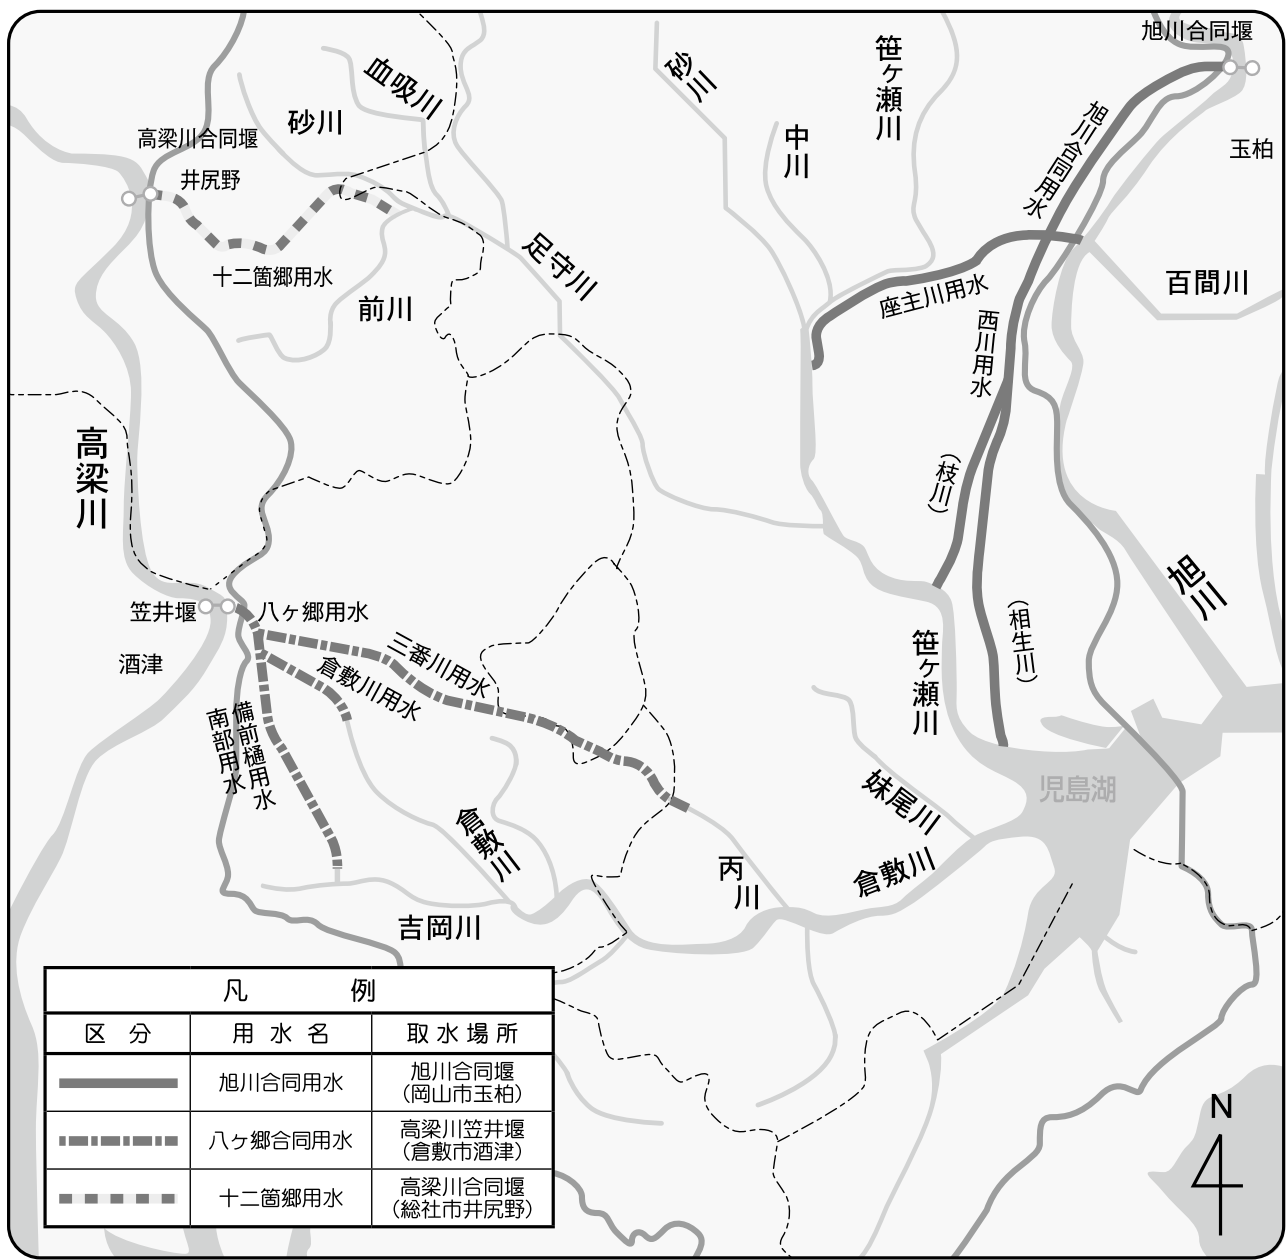 旭川合同堰
玉柏
旭川合同用水
百間川
座主川用水
西川用水
(枝川)
(相生川)
旭川
笹ヶ瀬川
砂川
中川
笹ヶ瀬川
血吸川
砂川
高梁川合同堰
井尻野
十二箇郷用水
前川
足守川
高梁川
笠井堰
酒津
八ヶ郷用水
三番川用水
倉敷川用水
備前樋用水
南部用水
倉敷川
吉岡川
丙川
妹尾川
倉敷川
児島湖
凡 例
区 分 用 水 名 取 水 場 所
旭川合同用水 旭川合同堰
(岡山市玉柏)
八ヶ郷合同用水 高梁川笠井堰
(倉敷市酒津)
十二箇郷用水 高梁川合同堰
(総社市井尻野)
N